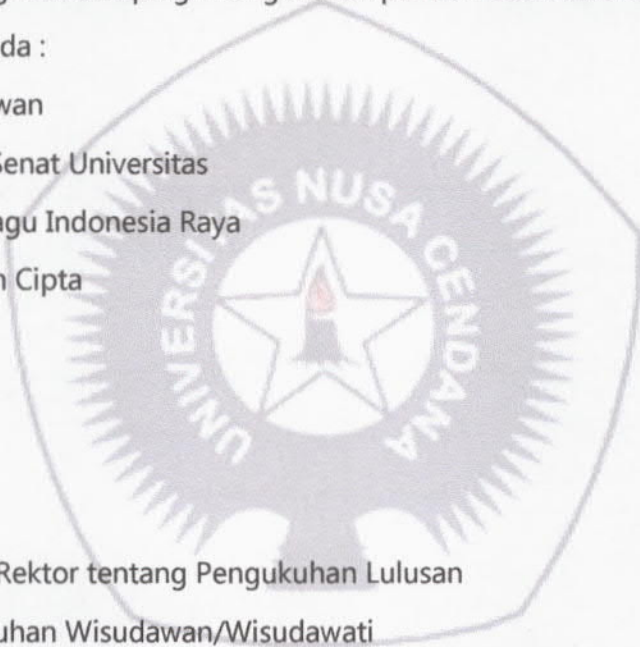 da :
wan
Senat Universitas
agu Indonesia Raya
Cipta
UNIVERSITAS NUSA CENDANA
Rektor tentang Pengukuhan Lulusan
uhan Wisudawan/Wisudawati